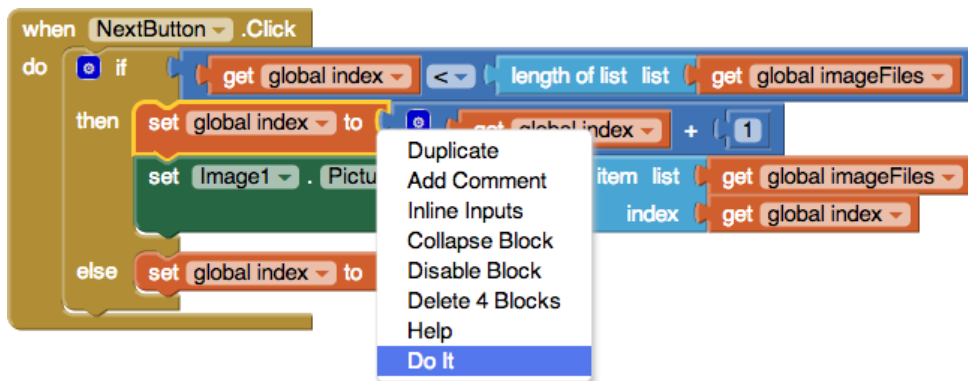 when NextButton .Click
do if get global index < length of list list get global imageFiles
then set global index to get global index + 1
set Image1 . Pictu item list get global imageFiles
index get global index
else set global index to
Duplicate
Add Comment
Inline Inputs
Collapse Block
Disable Block
Delete 4 Blocks
Help
Do It